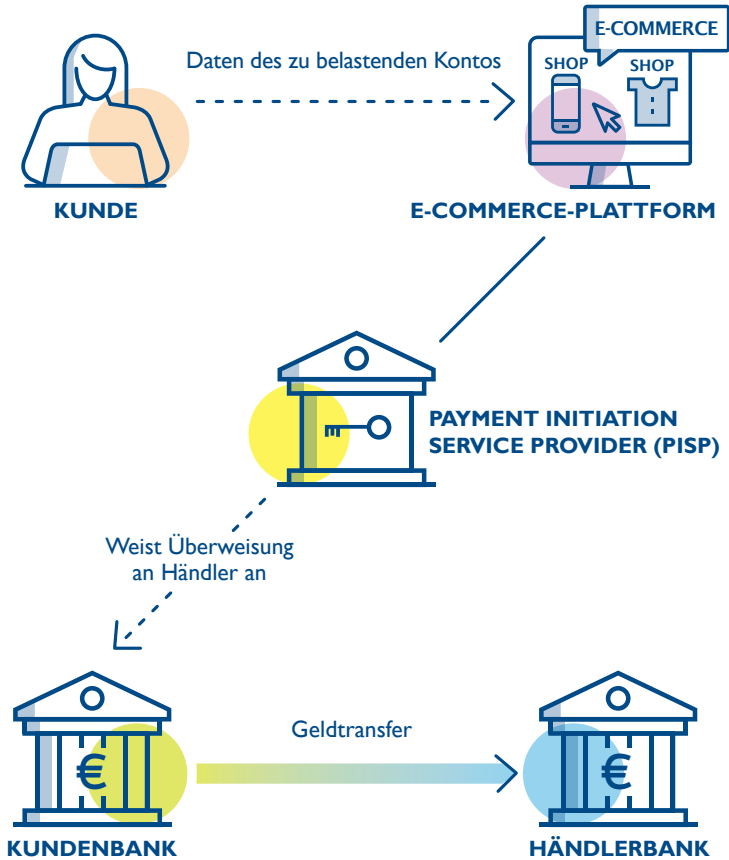 E-COMMERCE
Daten des zu belastenden Kontos
SHOP
SHOP
KUNDE
E-COMMERCE-PLATTFORM
PAYMENT INITIATION
SERVICE PROVIDER (PISP)
Weist Überweisung
an Händler an
Geldtransfer
€
€
KUNDENBANK
HÄNDLERBANK